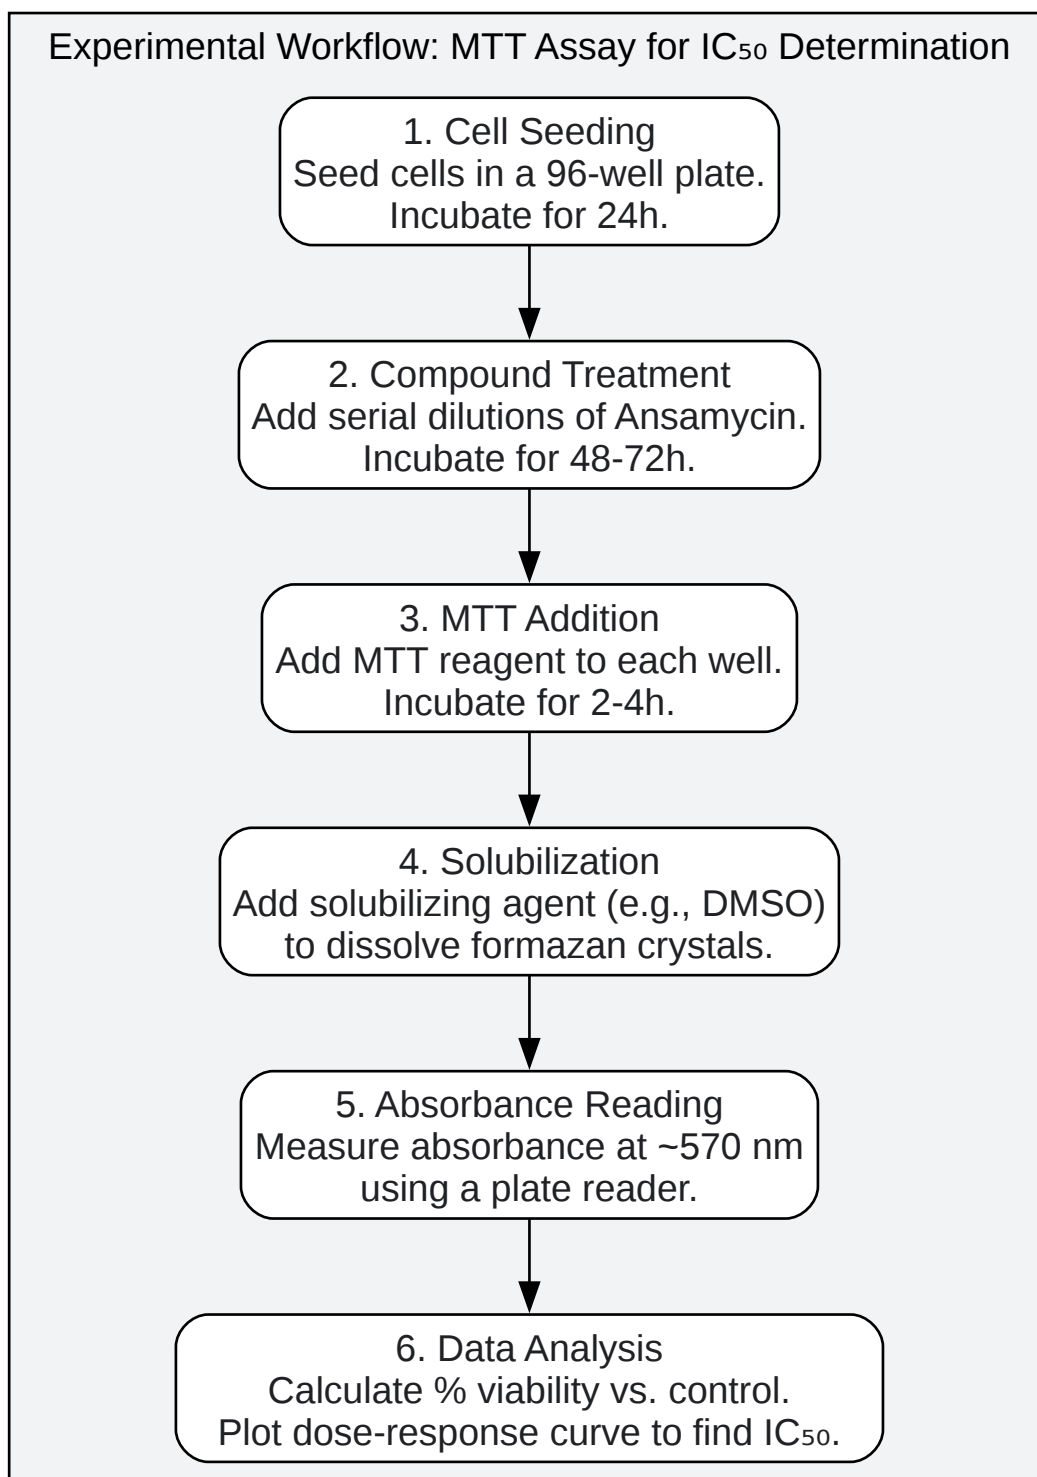 Experimental Workflow: MTT Assay for IC₅₀ Determination
1. Cell Seeding
Seed cells in a 96-well plate.
Incubate for 24h.
2. Compound Treatment
Add serial dilutions of Ansamycin.
Incubate for 48-72h.
3. MTT Addition
Add MTT reagent to each well.
Incubate for 2-4h.
4. Solubilization
Add solubilizing agent (e.g., DMSO)
to dissolve formazan crystals.
5. Absorbance Reading
Measure absorbance at ~570 nm
using a plate reader.
6. Data Analysis
Calculate % viability vs. control.
Plot dose-response curve to find IC₅₀.